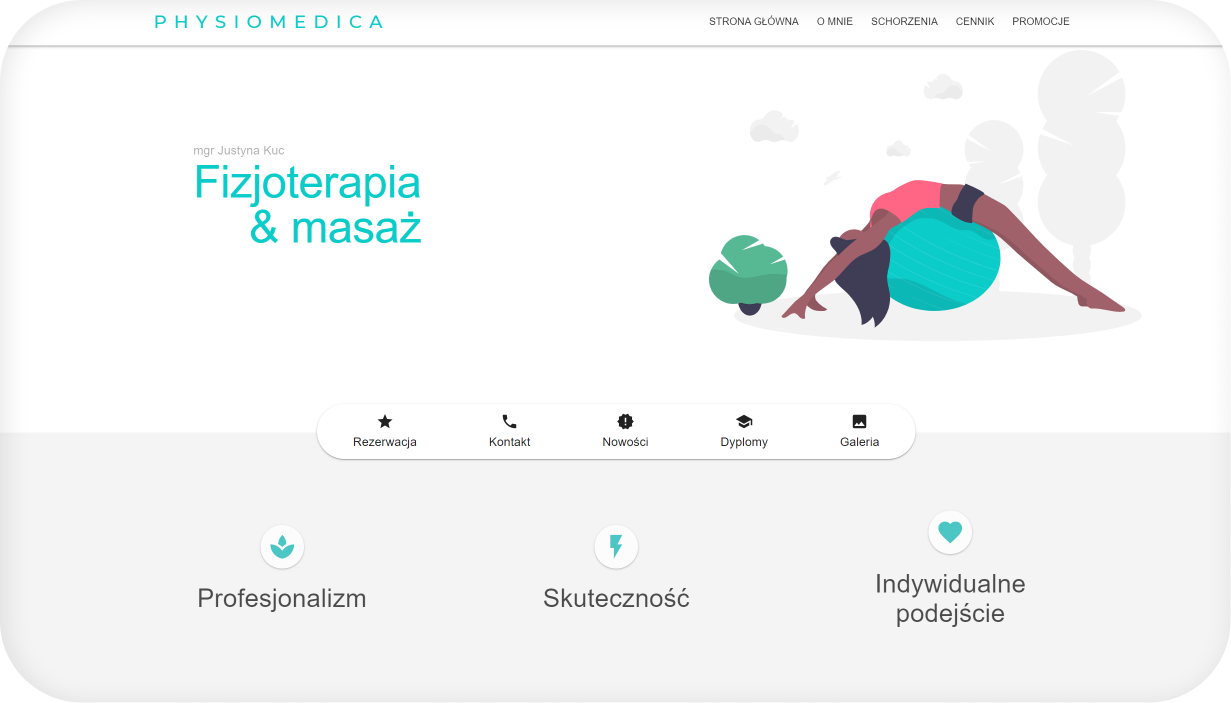 PHYSIOMEDICA
STRONA GŁÓWNA O MNIE SCHORZENIA CENNIK PROMOCJE
mgr Justyna Kuc
Fizjoterapia
& masaż
Rezerwacja Kontakt Nowości Dyplomy Galeria
Profesjonalizm
Skuteczność
Indywidualne
podejście